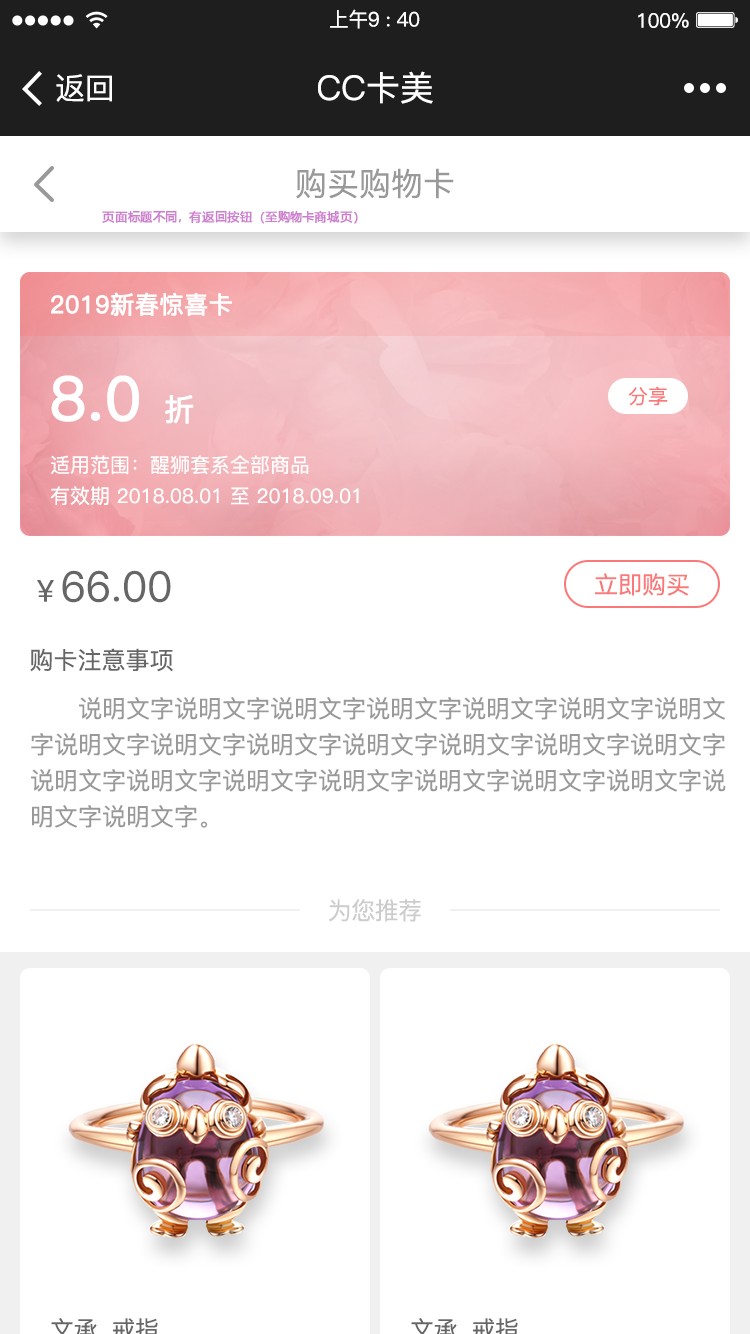 上午9 : 40
100%
返回
CC卡美
购买购物卡
页面标题不同，有返回按钮（至购物卡商城页）
2019新春惊喜卡
8.0 折
分享
适用范围：醒狮套系全部商品
有效期 2018.08.01 至 2018.09.01
¥66.00
立即购买
购卡注意事项
说明文字说明文字说明文字说明文字说明文字说明文字说明文
字说明文字说明文字说明文字说明文字说明文字说明文字说明文字
说明文字说明文字说明文字说明文字说明文字说明文字说明文字说
明文字说明文字。
为您推荐
文承 戒指
文承 戒指